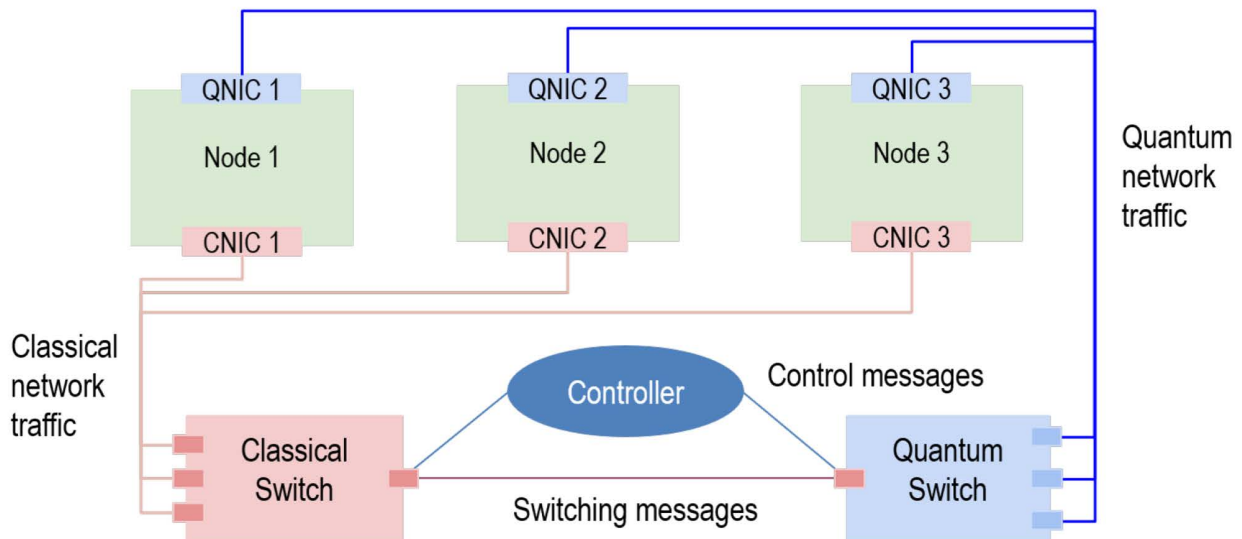 QNIC 1
QNIC 2
QNIC 3
Node 1
Node 2
Node 3
CNIC 1
CNIC 2
CNIC 3
Quantum
network
traffic
Classical
network
traffic
Controller
Control messages
Classical
Switch
Quantum
Switch
Switching messages